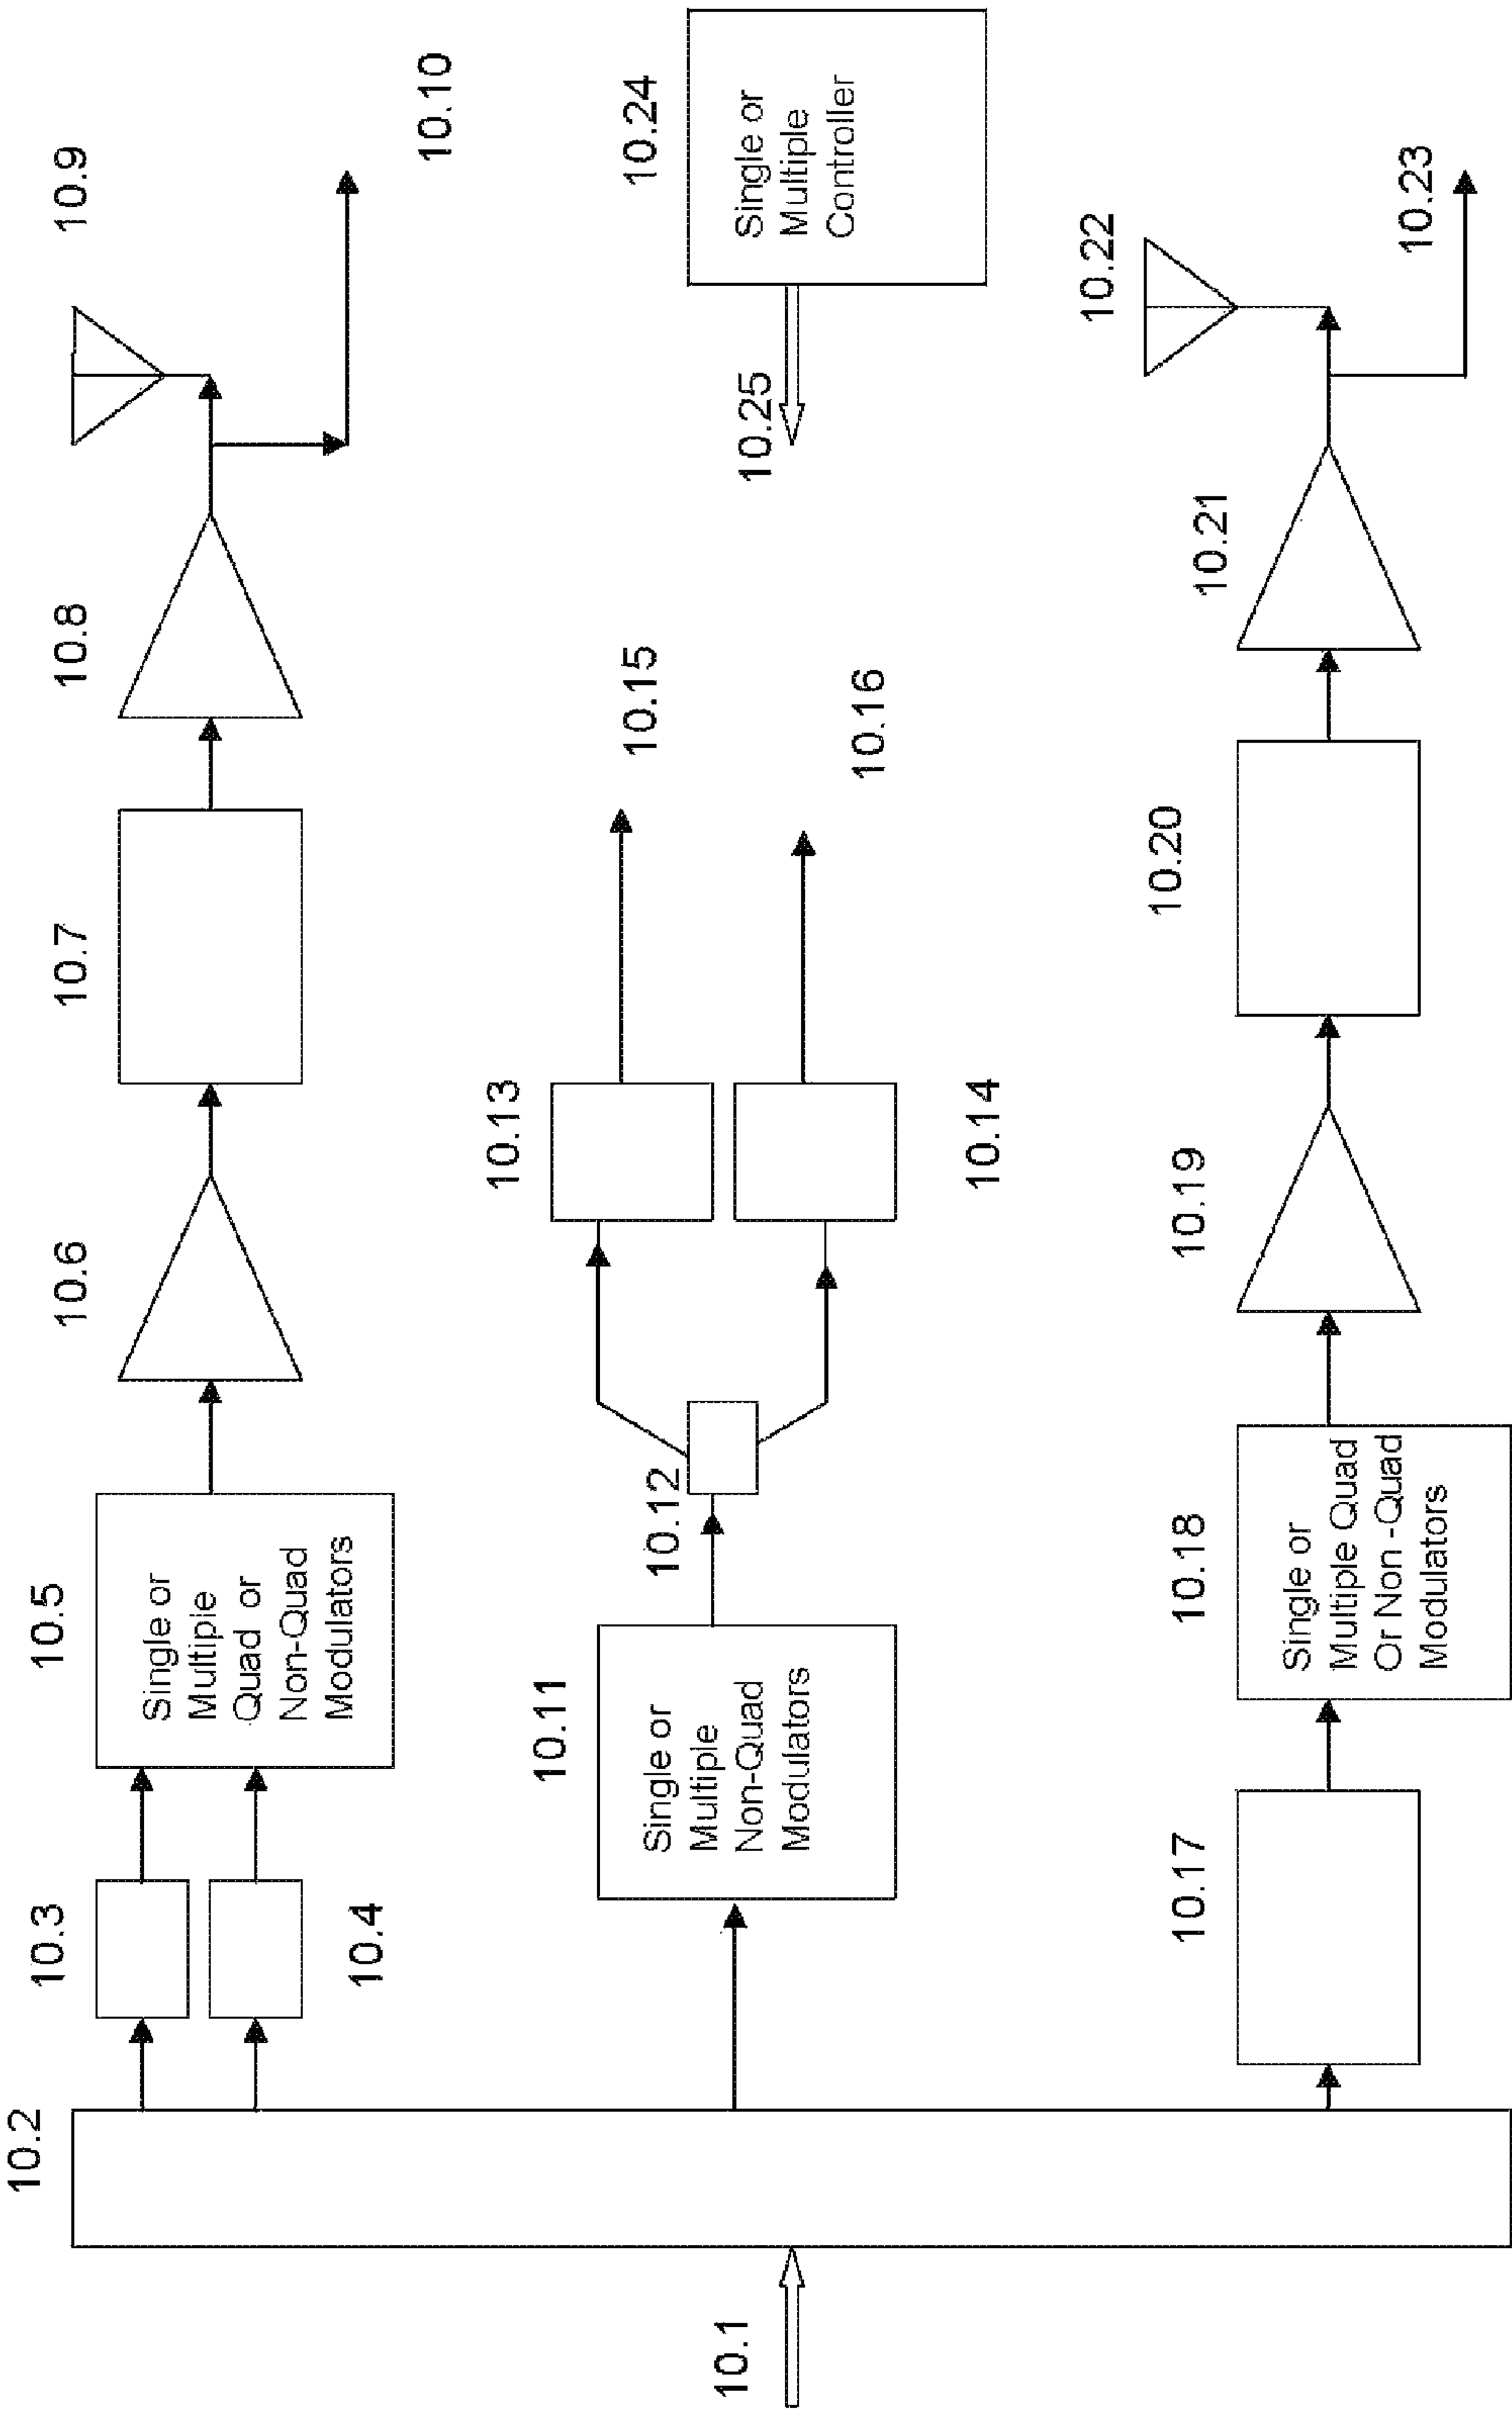 10.9
10.10
10.8
10.7
10.6
10.5
Single or
Multiple
Quad or
Non-Quad
Modulators
10.3
10.4
10.2
10.24
Single or
Multiple
Controller
10.25
10.15
10.16
10.13
10.14
10.12
10.11
Single or
Multiple
Non-Quad
Modulators
10.1
10.22
10.23
10.21
10.20
10.19
10.18
Single or
Multiple Quad
Or Non -Quad
Modulators
10.17